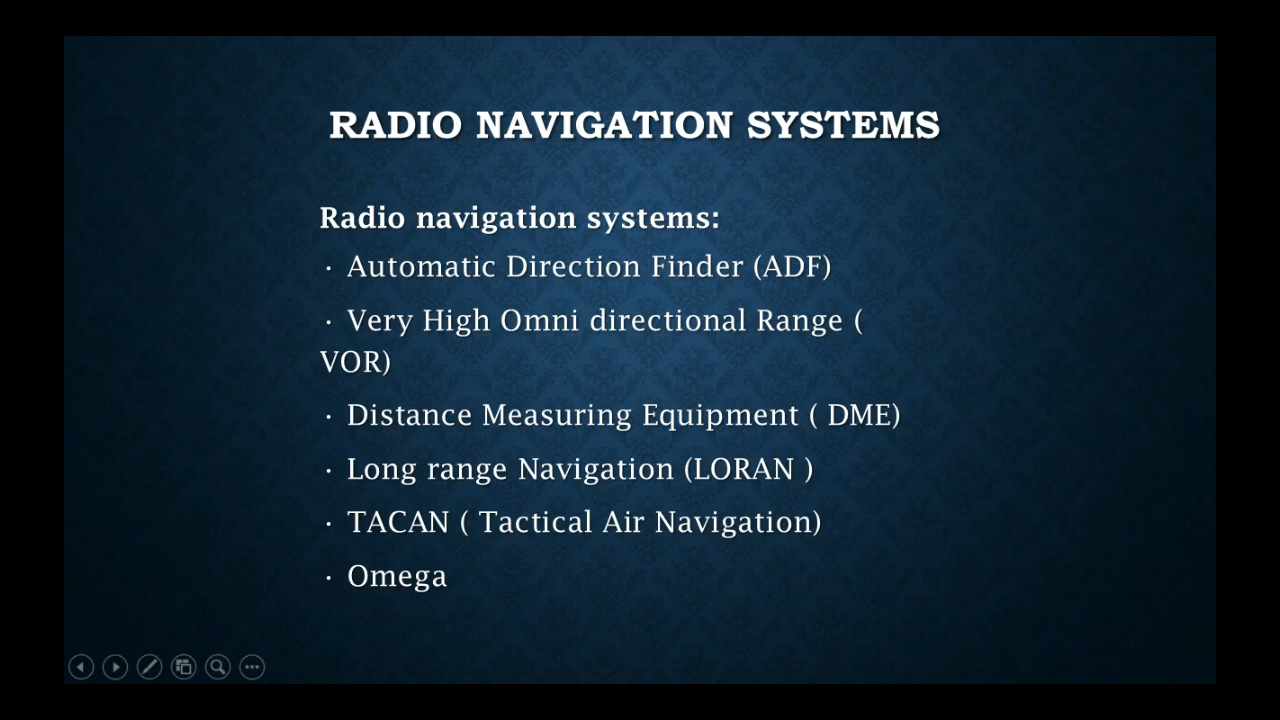 RADIO NAVIGATION SYSTEMS
Radio navigation systems:
· Automatic Direction Finder (ADF)
· Very High Omni directional Range (
VOR)
· Distance Measuring Equipment ( DME)
· Long range Navigation (LORAN )
· TACAN ( Tactical Air Navigation)
· Omega